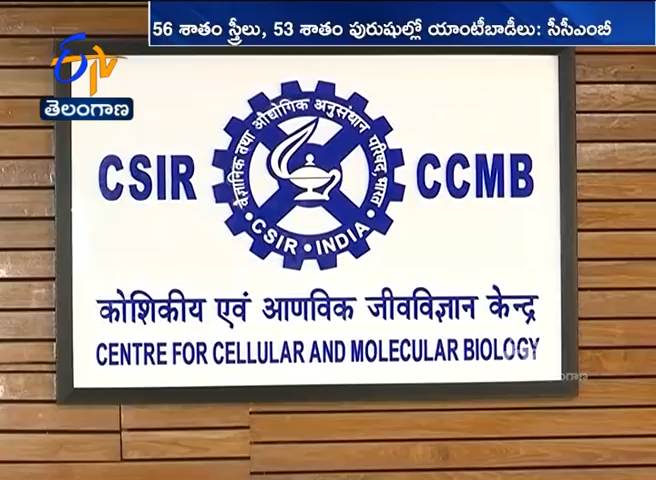 56 శాతం స్త్రీలు, 53 శాతం పురుషుల్లో యాంటీబాడీలు: సీసీఎంబీ
ETV
తెలంగాణ
वैज्ञानिक तथा औद्योगिक अनुसंधान परिषद् भारत
CSIR
CCMB
• CSIR • INDIA •
कोशिकीय एवं आणविक जीवविज्ञान केन्द्र
CENTRE FOR CELLULAR AND MOLECULAR BIOLOGY